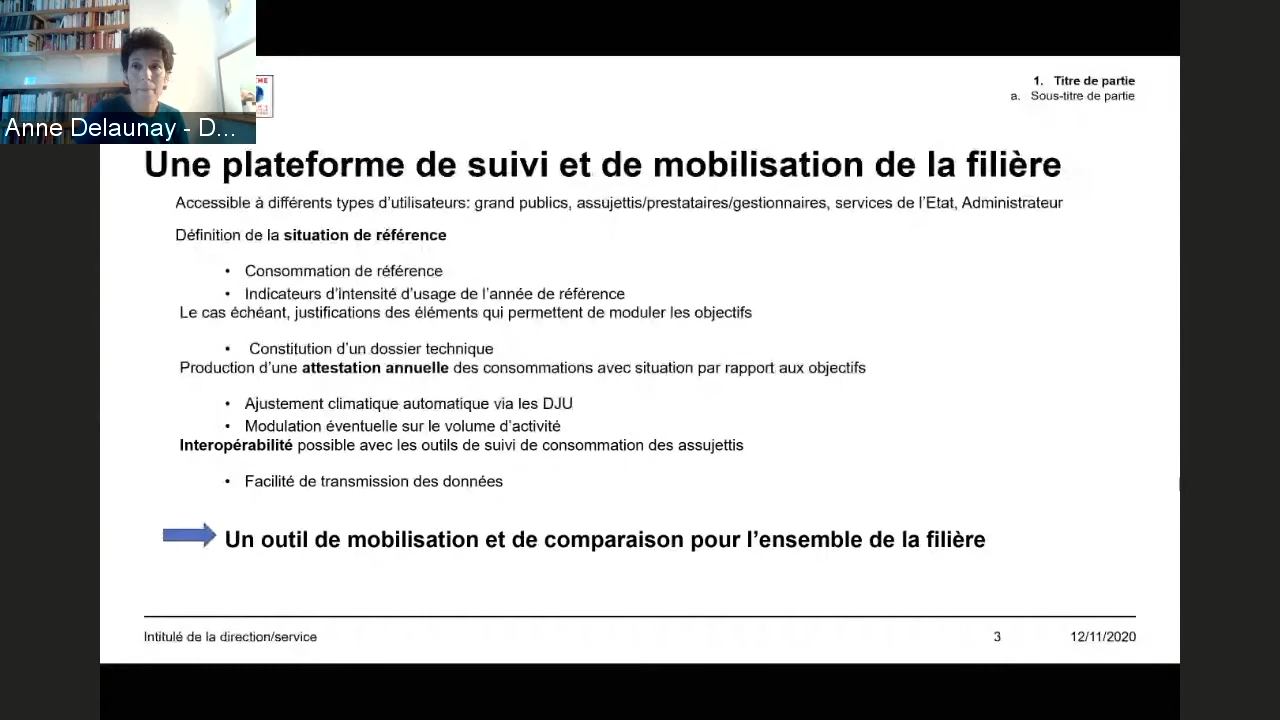 Anne Delaunay - D...
1. Titre de partie
a. Sous-titre de partie
Une plateforme de suivi et de mobilisation de la filière
Accessible à différents types d’utilisateurs: grand publics, assujettis/prestataires/gestionnaires, services de l’Etat, Administrateur
Définition de la situation de référence
• Consommation de référence
• Indicateurs d’intensité d’usage de l’année de référence
Le cas échéant, justifications des éléments qui permettent de moduler les objectifs
• Constitution d’un dossier technique
Production d’une attestation annuelle des consommations avec situation par rapport aux objectifs
• Ajustement climatique automatique via les DJU
• Modulation éventuelle sur le volume d’activité
Interopérabilité possible avec les outils de suivi de consommation des assujettis
• Facilité de transmission des données
Un outil de mobilisation et de comparaison pour l’ensemble de la filière
Intitulé de la direction/service
3
12/11/2020